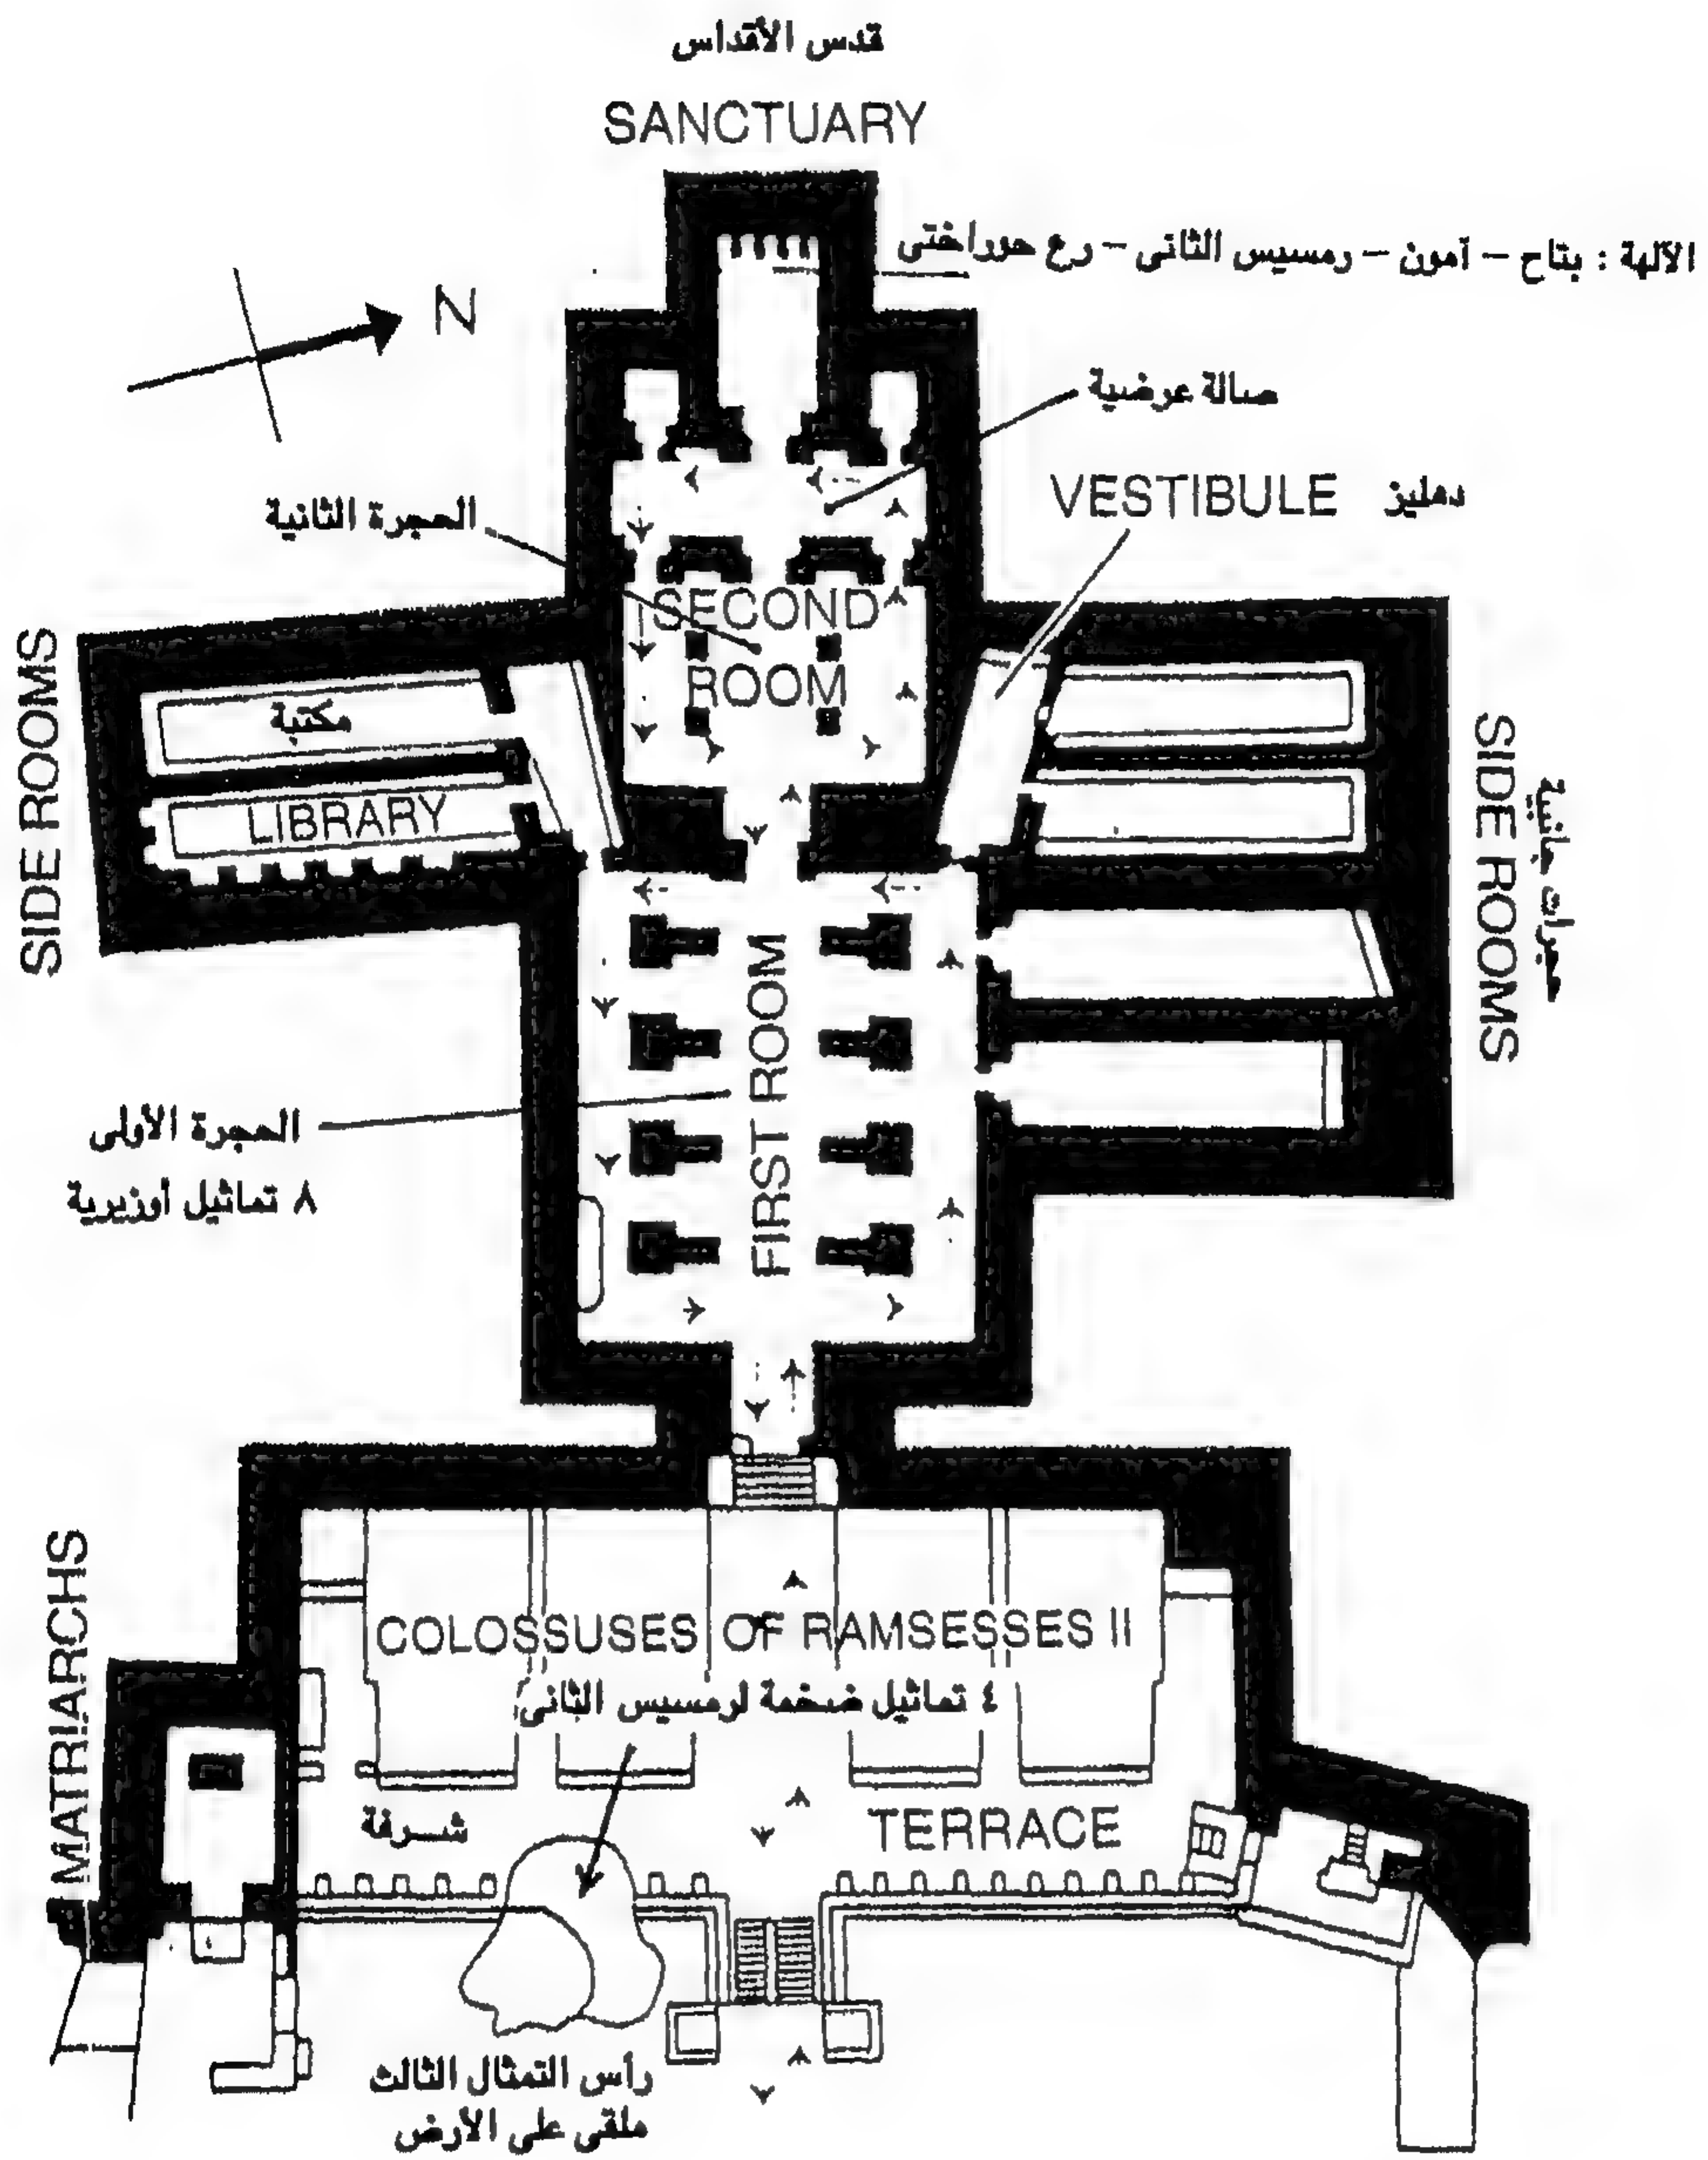 قدس الأقداس
SANCTUARY
الآلهة : بتاح – آمون – رمسيس الثانى – رع حوراختى
N
صالة عرضية
VESTIBULE دهليز
الحجرة الثانية
SECOND
ROOM
SIDE ROOMS
مكتبة
LIBRARY
SIDE ROOMS
حجرات جانبية
FIRST ROOM
الحجرة الأولى
٨ تماثيل أوزيرية
MATRIARCHS
COLOSSUSES OF RAMSESSES II
٤ تماثيل ضخمة لرمسيس الثانى
شرفة
TERRACE
رأس التمثال الثالث
ملقى على الأرض